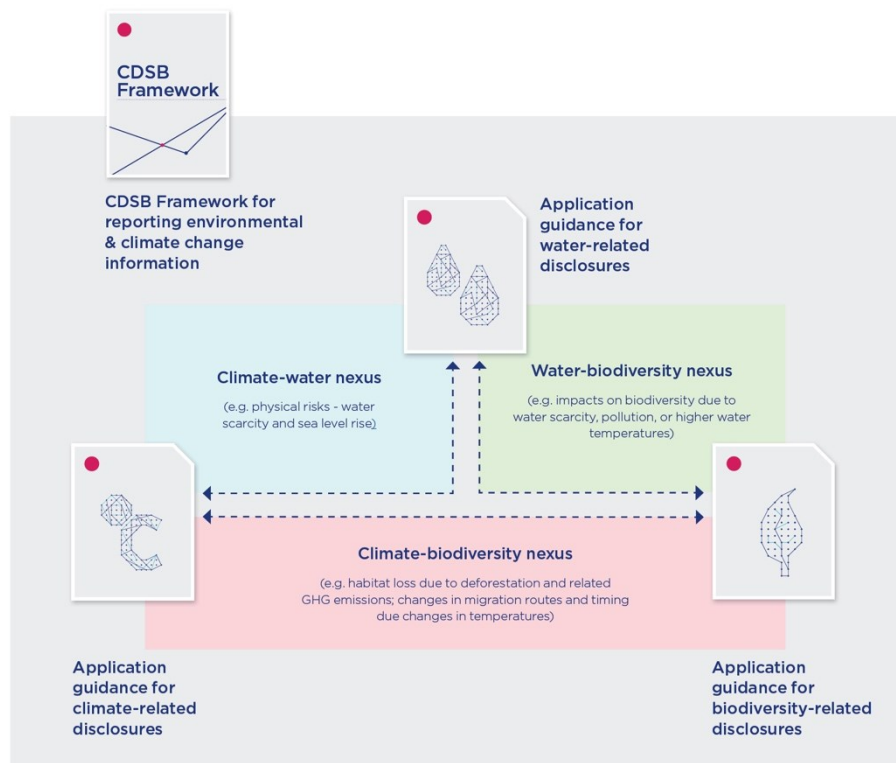 CDSB
Framework
CDSB Framework for
reporting environmental
& climate change
information
Application
guidance for
water-related
disclosures
Climate-water nexus
(e.g. physical risks - water
scarcity and sea level rise)
Water-biodiversity nexus
(e.g. impacts on biodiversity due to
water scarcity, pollution, or higher water
temperatures)
°C
Climate-biodiversity nexus
(e.g. habitat loss due to deforestation and related
GHG emissions; changes in migration routes and timing
due changes in temperatures)
Application
guidance for
climate-related
disclosures
Application
guidance for
biodiversity-related
disclosures